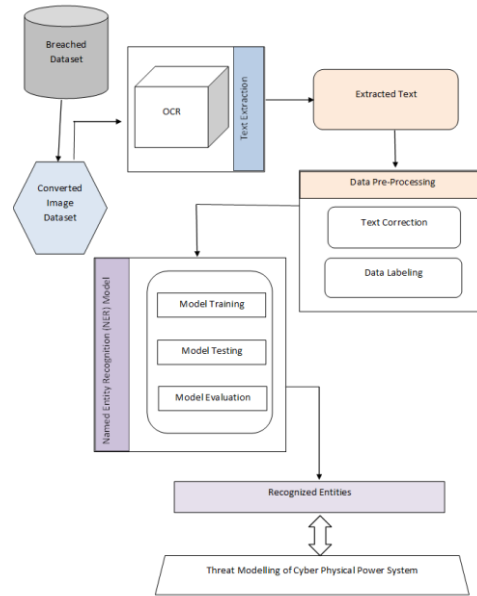 Breached
Dataset
OCR
Text Extraction
Extracted Text
Converted
Image
Dataset
Data Pre-Processing
Text Correction
Data Labeling
Named Entity Recognition (NER) Model
Model Training
Model Testing
Model Evaluation
Recognized Entities
Threat Modelling of Cyber Physical Power System